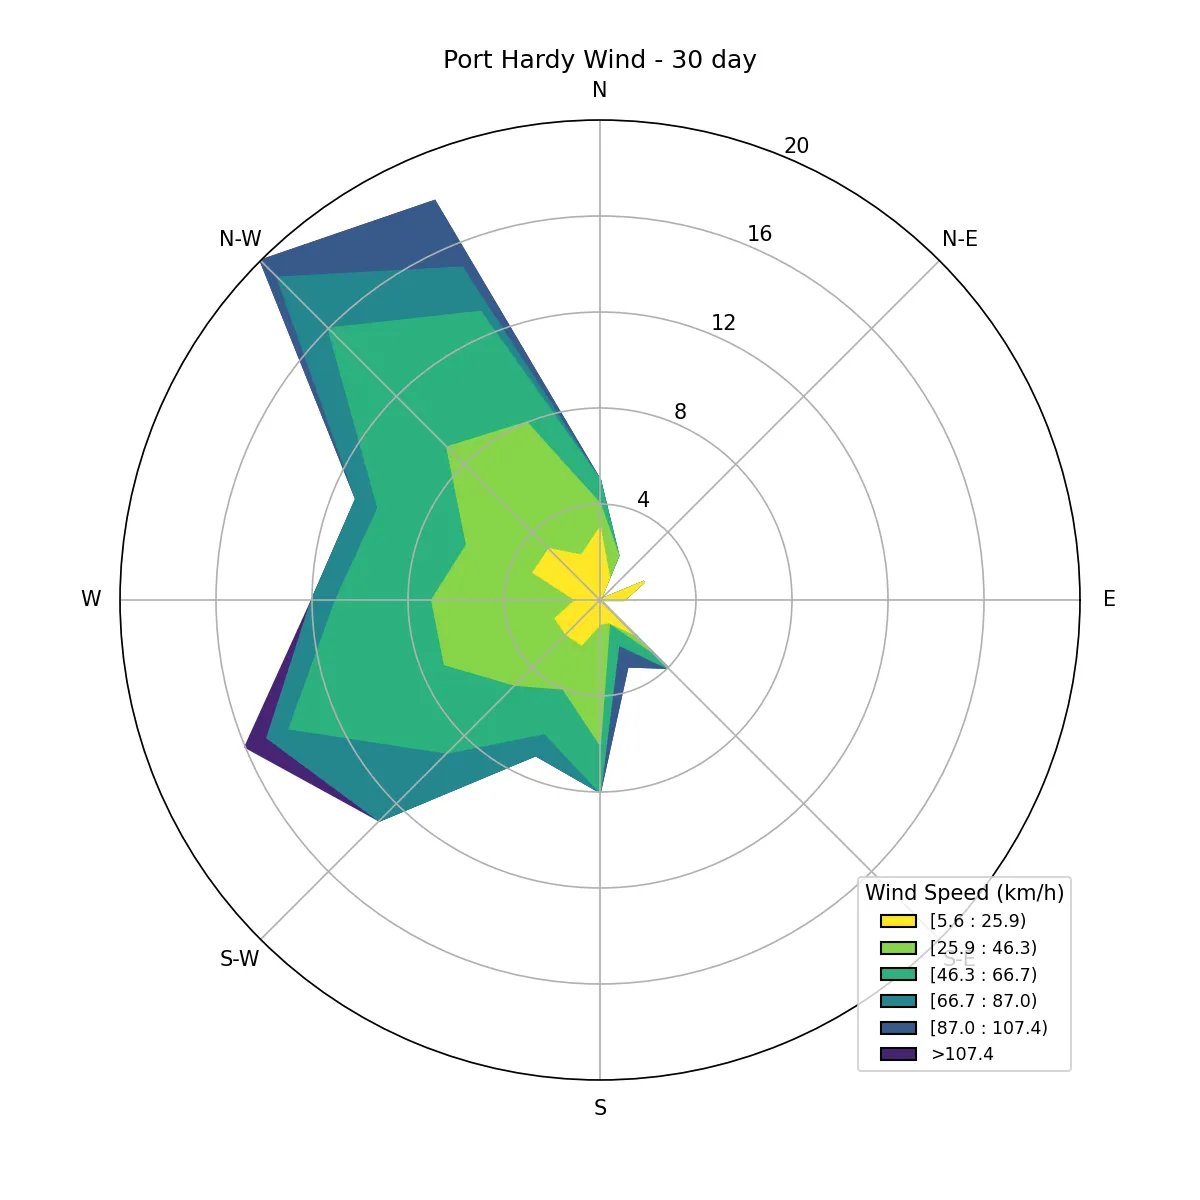 Port Hardy Wind - 30 day
N
20
N-W
16
N-E
12
8
4
W
E
S-W
S-E
S
Wind Speed (km/h)
[5.6 : 25.9)
[25.9 : 46.3)
[46.3 : 66.7)
[66.7 : 87.0)
[87.0 : 107.4)
>107.4